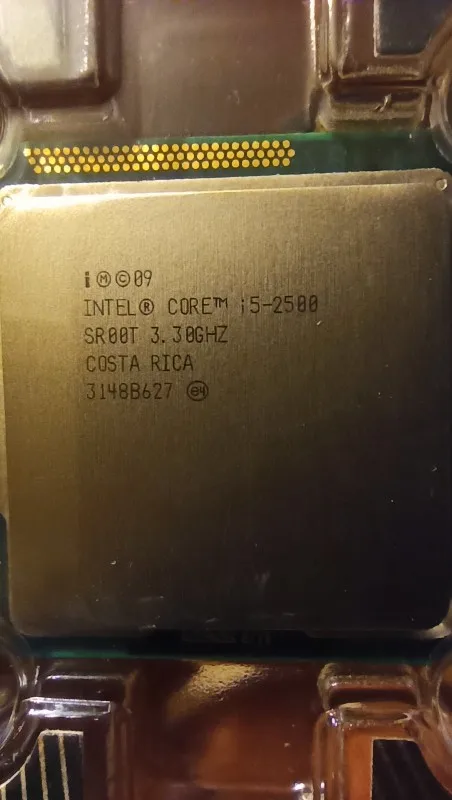 i Ⓜ ©09
INTEL® CORE™ i5-2500
SR00T 3.30GHZ
COSTA RICA
3148B627 e4